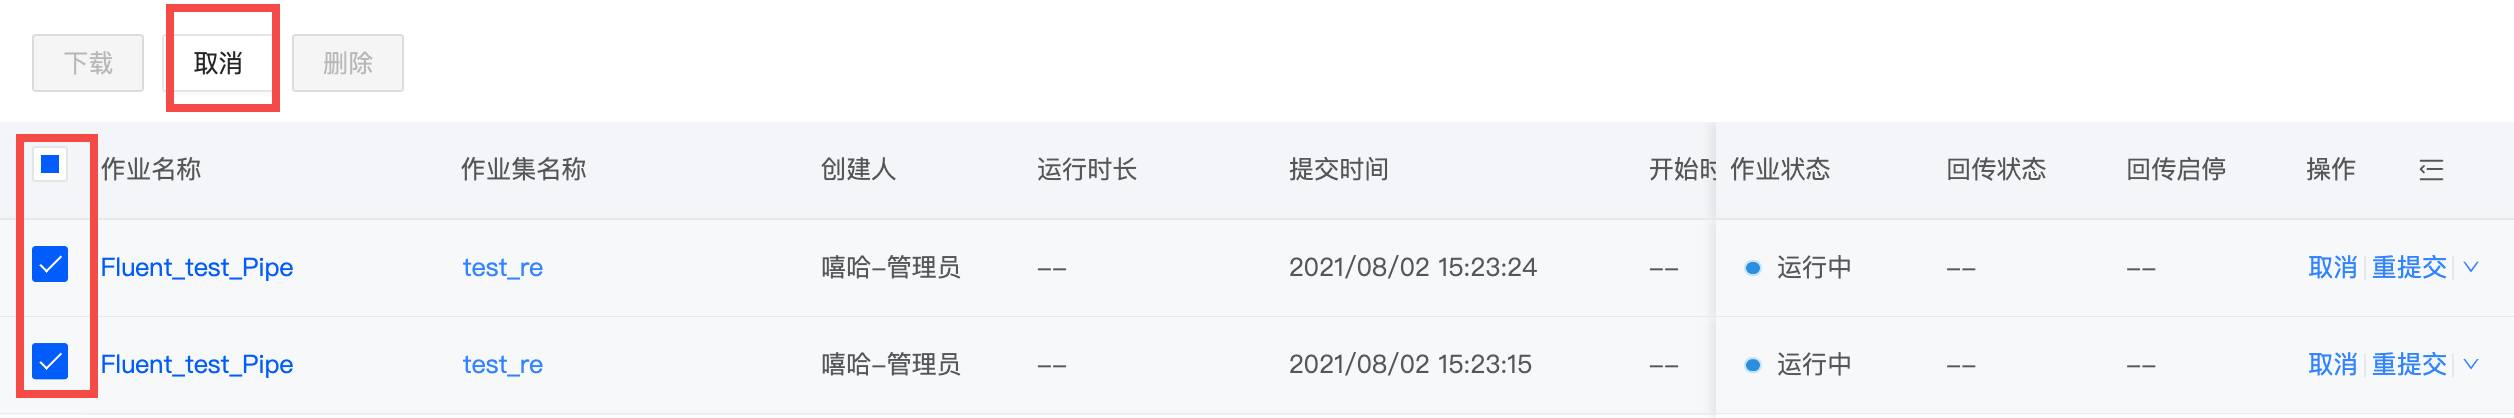 下载 取消 删除
作业名称 作业集名称 创建人 运行时长 提交时间 开始时 作业状态 回传状态 回传启停 操作
Fluent_test_Pipe test_re 嘻哈-管理员 -- 2021/08/02 15:23:24 -- 运行中 -- -- 取消 重提交
Fluent_test_Pipe test_re 嘻哈-管理员 -- 2021/08/02 15:23:15 -- 运行中 -- -- 取消 重提交